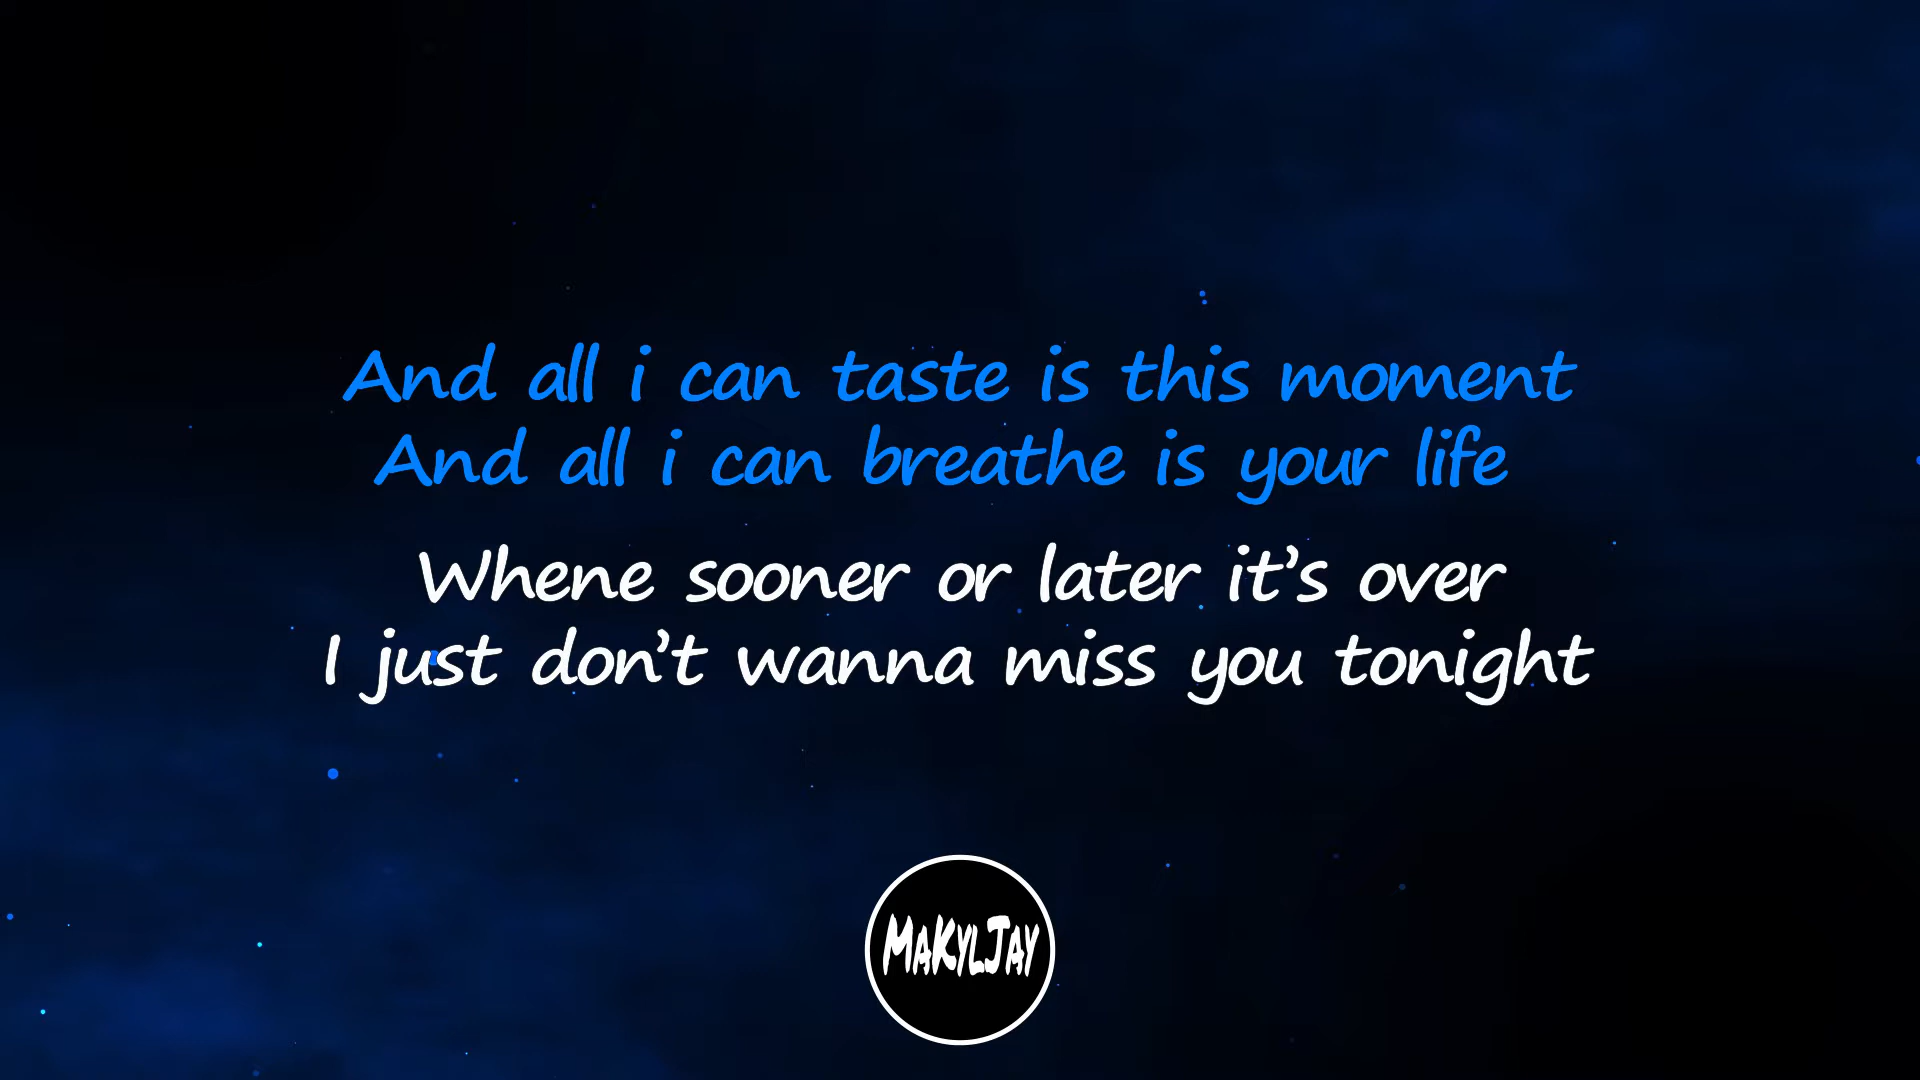 And all i can taste is this moment
And all i can breathe is your life
Whene sooner or later it’s over
I just don’t wanna miss you tonight
MAKYLJAY